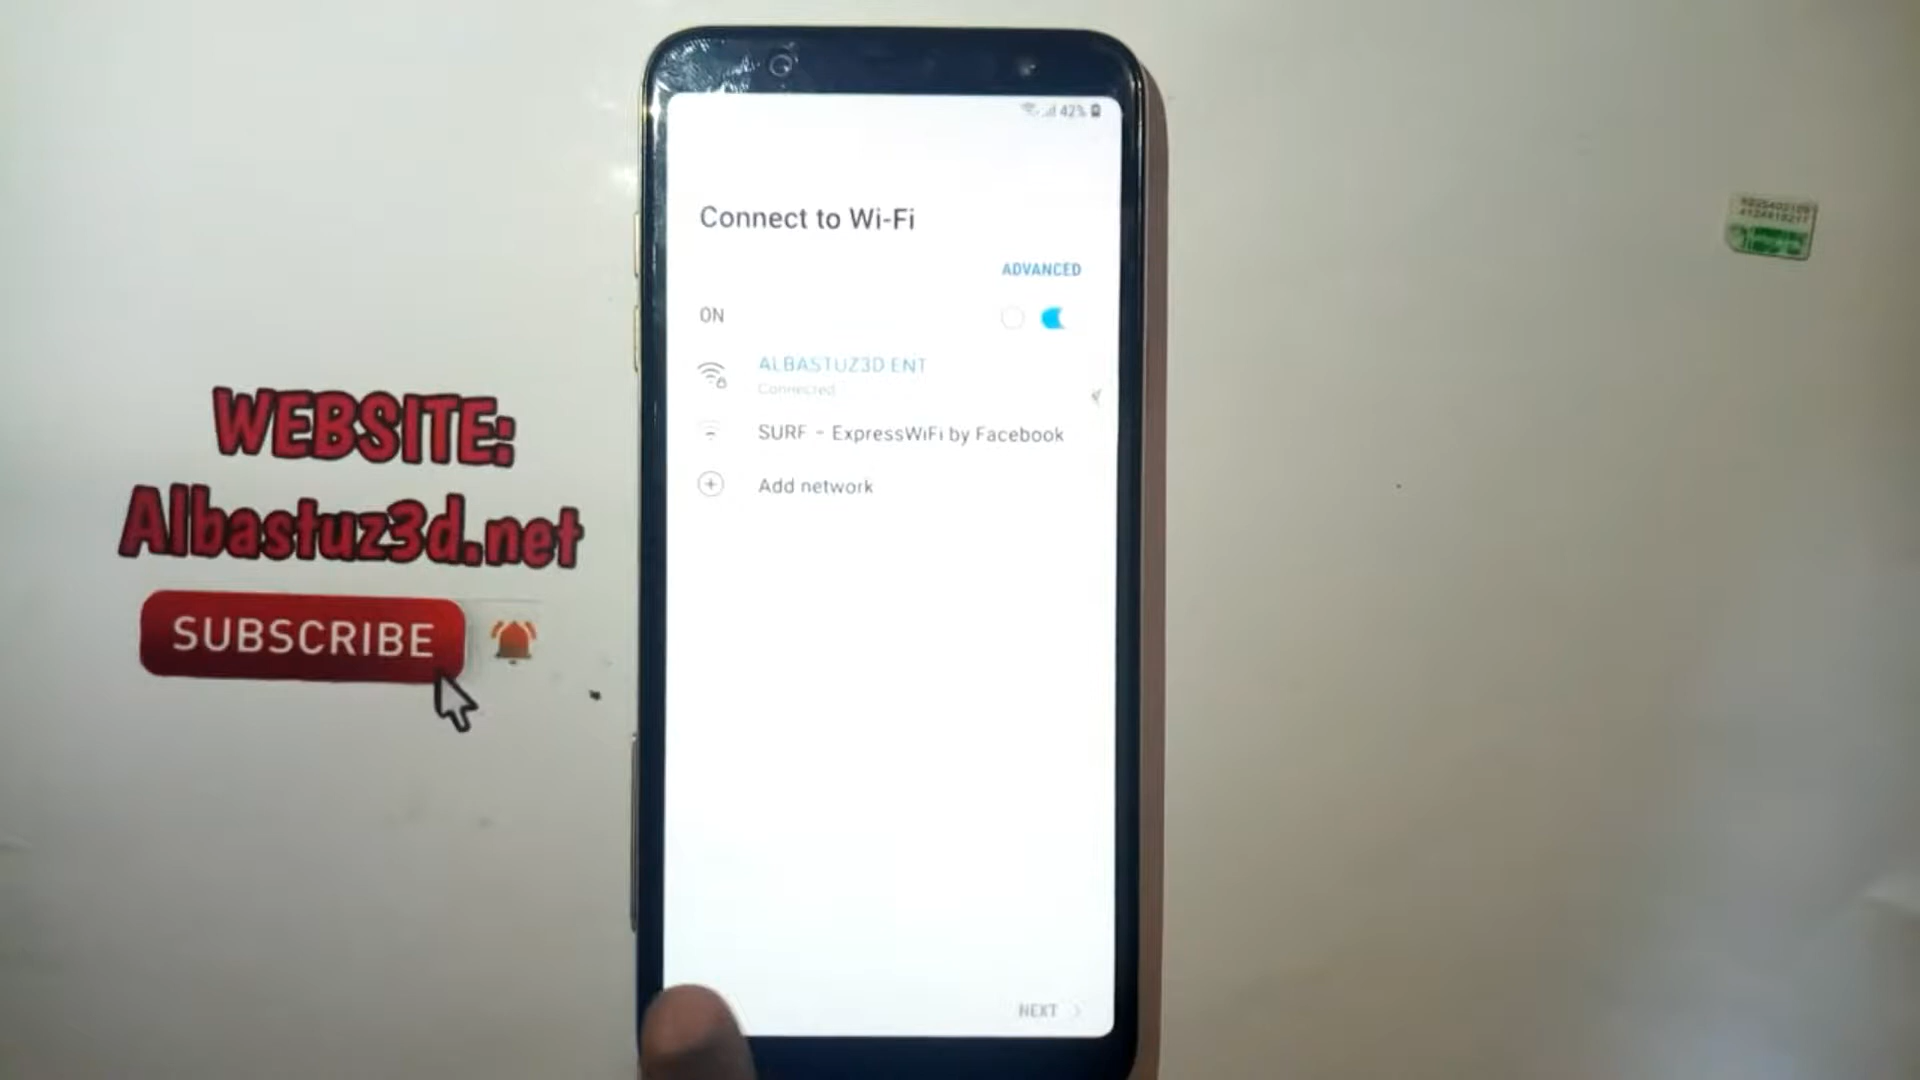 42%
Connect to Wi-Fi
ADVANCED
ON
ALBASTUZ3D ENT
Connected
SURF - ExpressWiFi by Facebook
Add network
NEXT
WEBSITE:
Albastuz3d.net
SUBSCRIBE